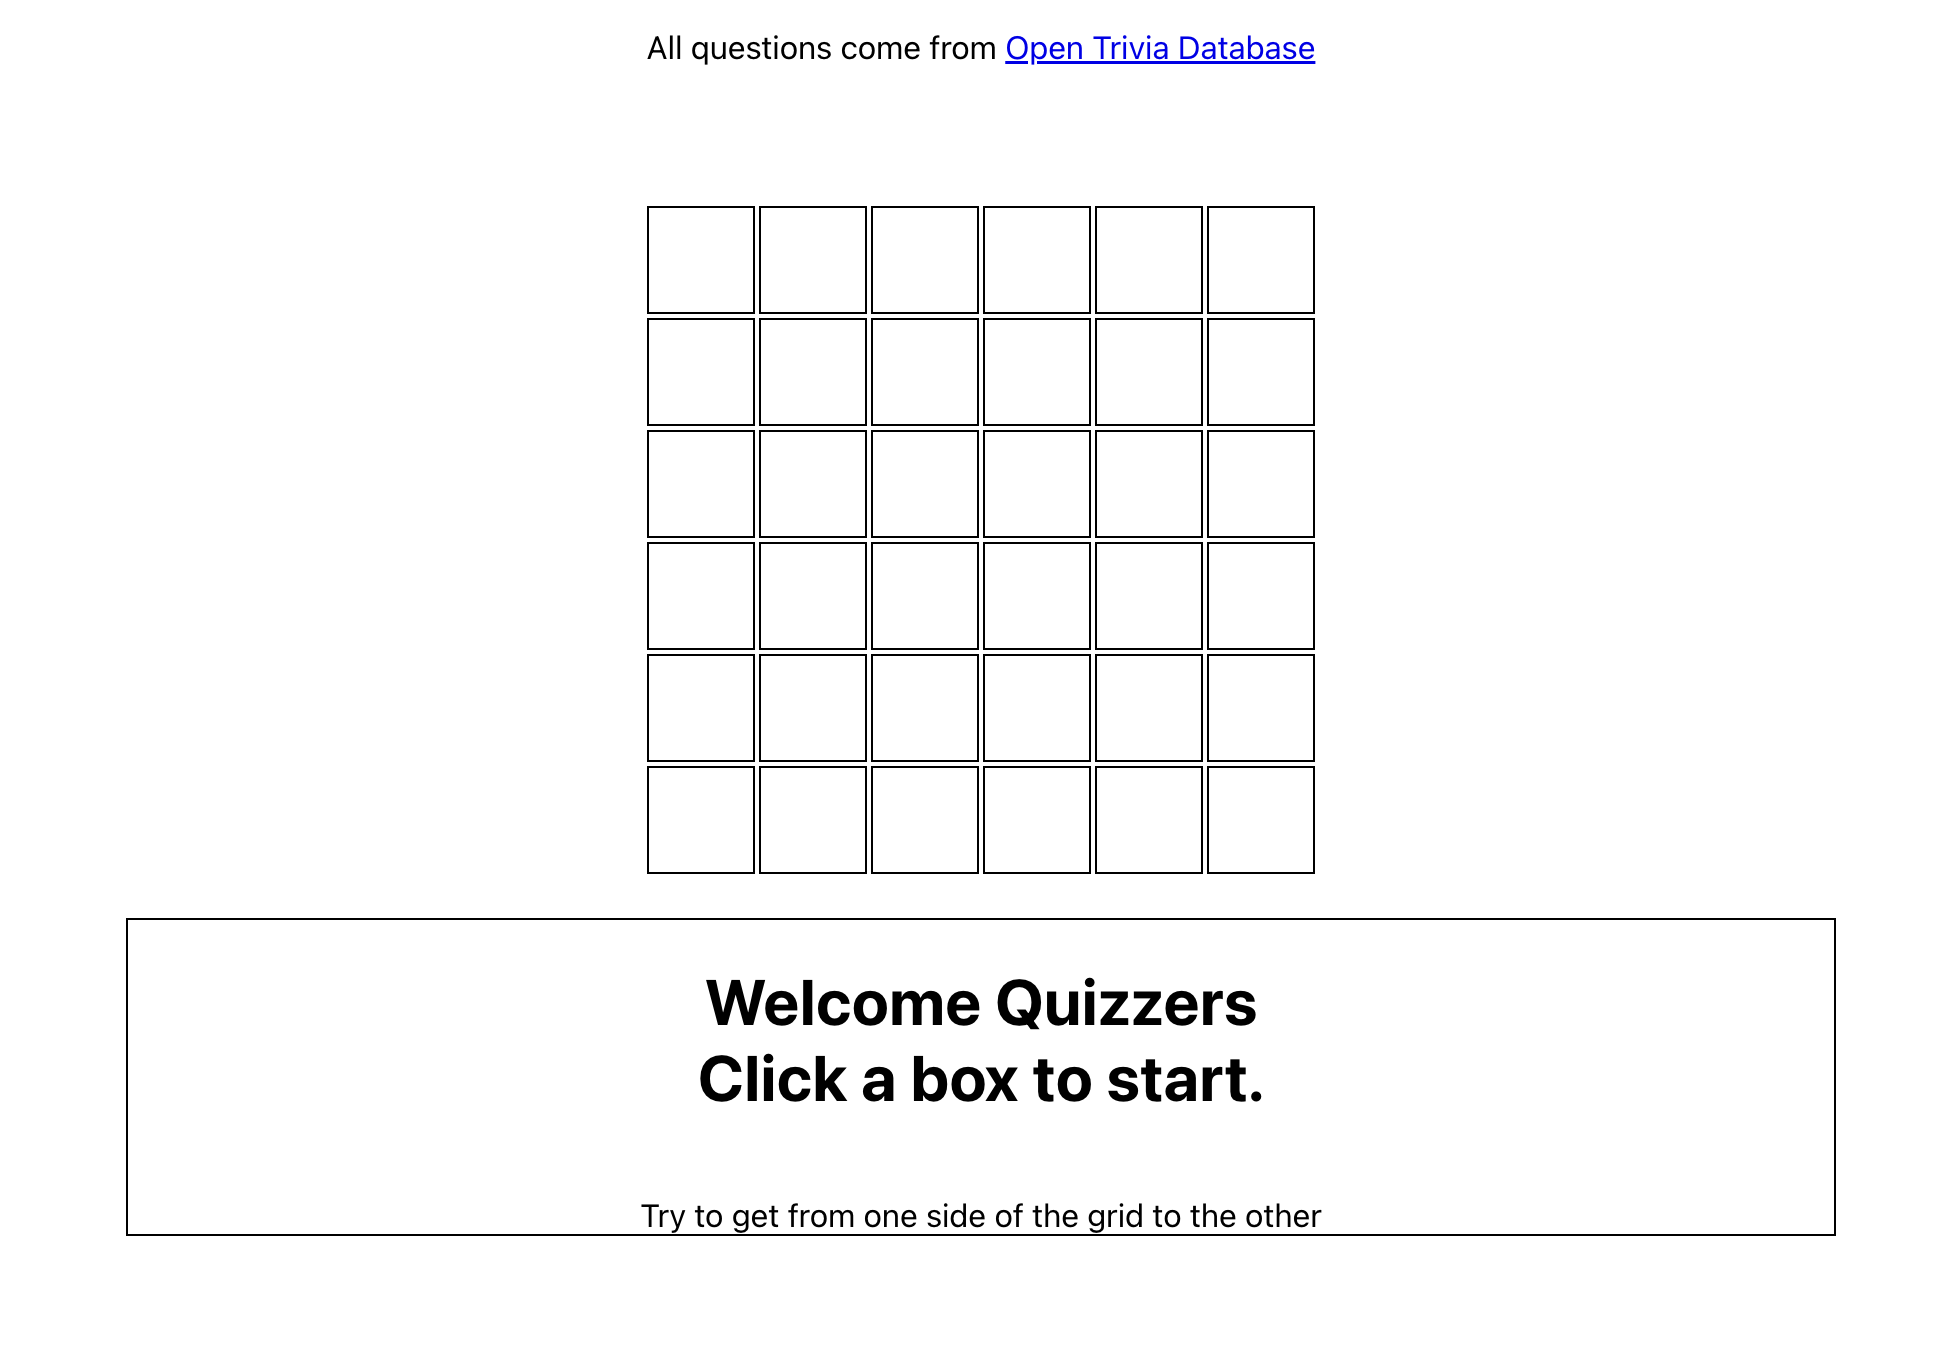 All questions come from Open Trivia Database
Welcome Quizzers
Click a box to start.
Try to get from one side of the grid to the other